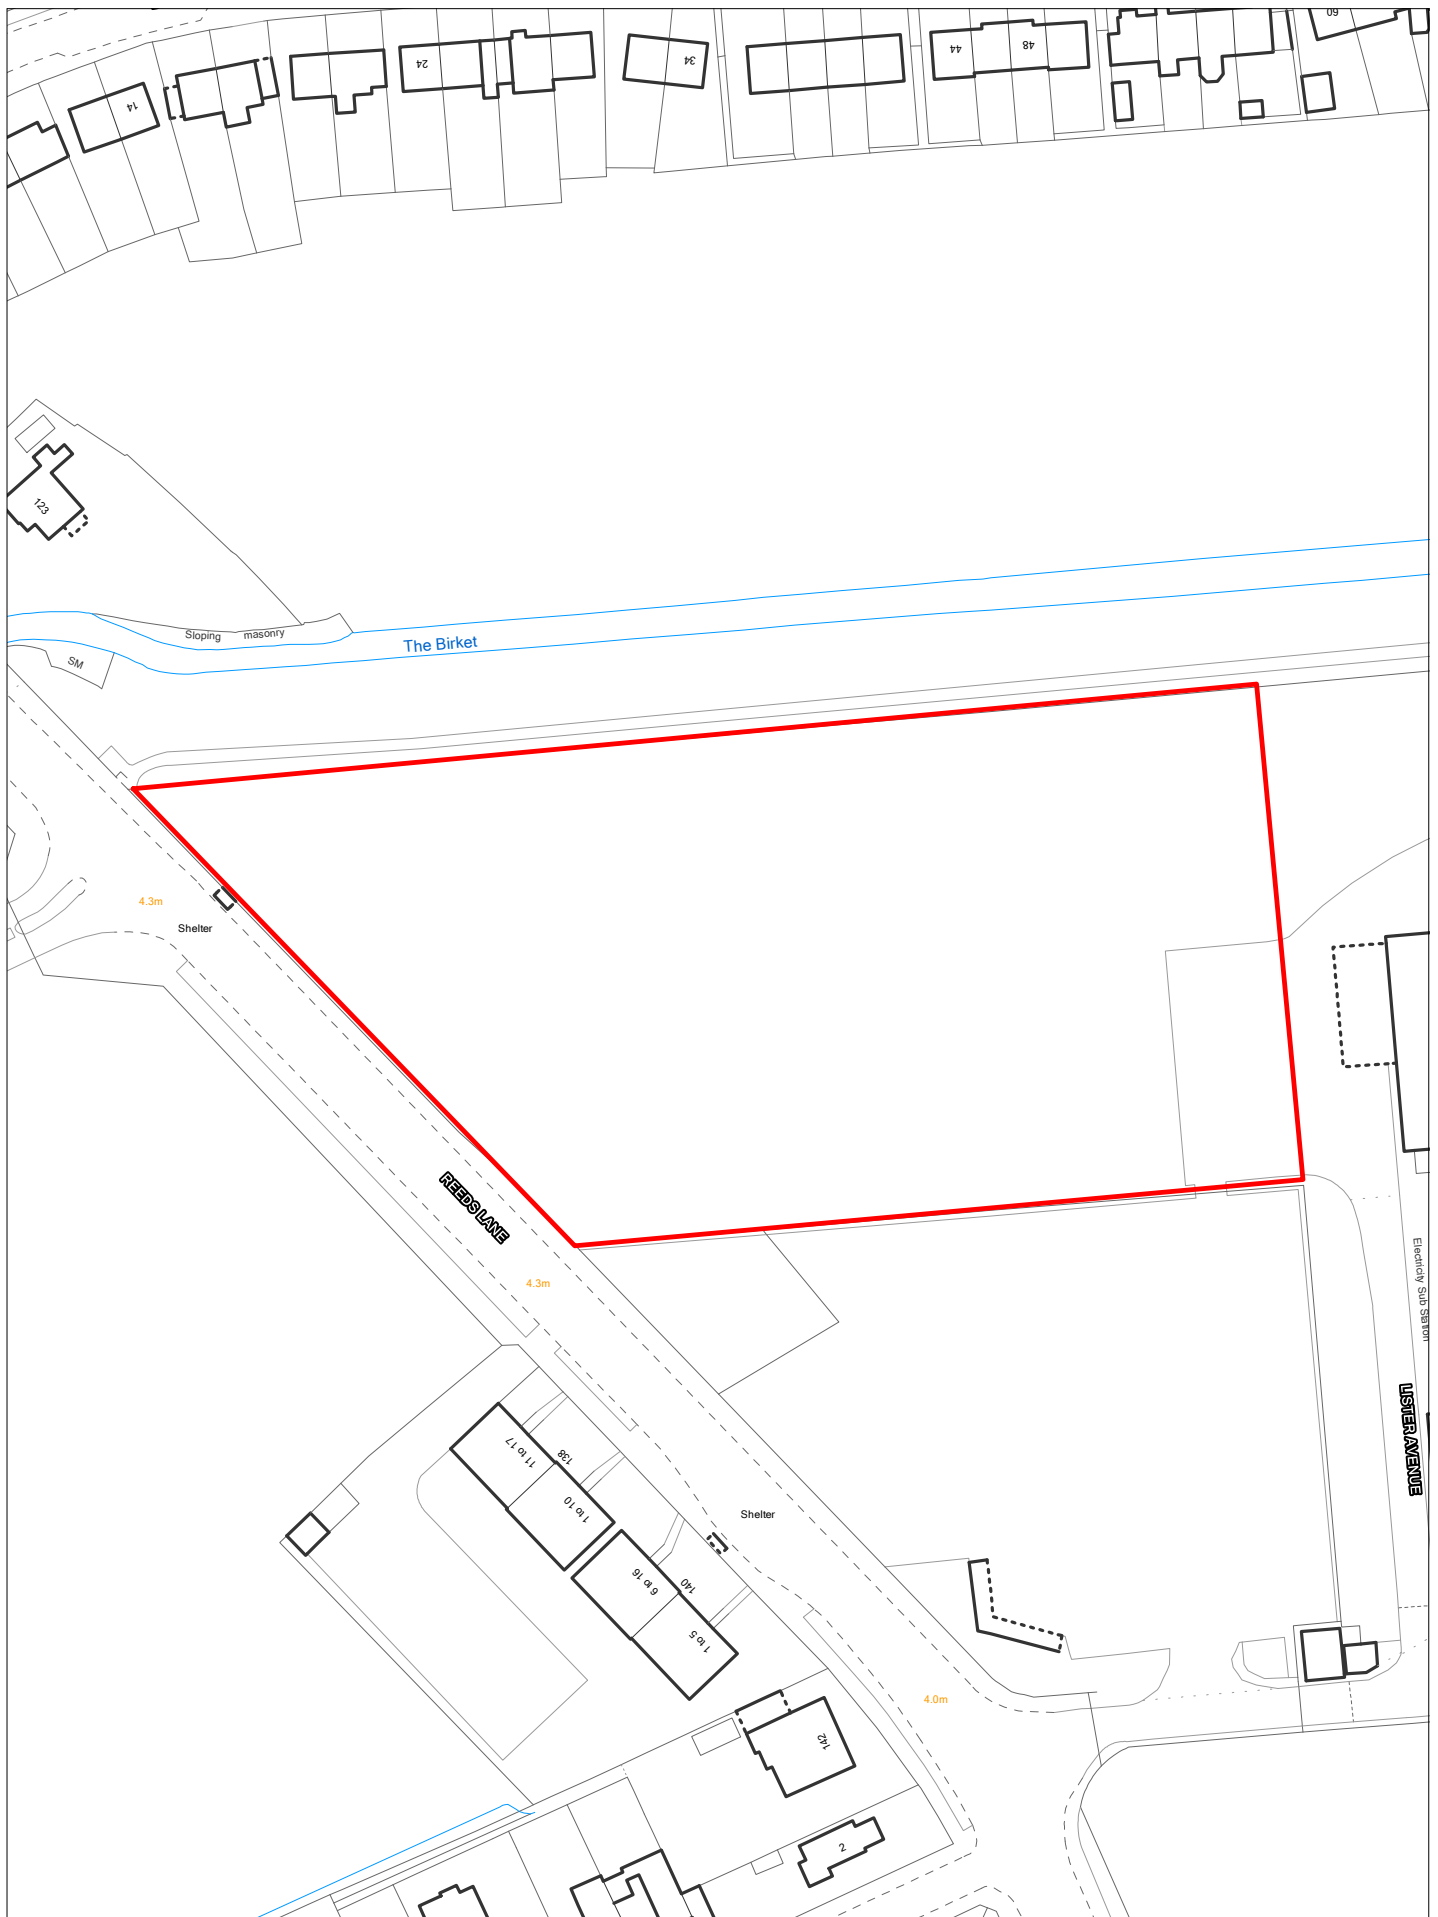 14
24
34
44
48
60
123
Sloping masonry
SM
The Birket
4.3m
Shelter
REEDS LANE
4.3m
Electricity Sub Station
LISTER AVENUE
11 to 17
138
1 to 10
Shelter
6 to 16
140
1 to 5
4.0m
142
2